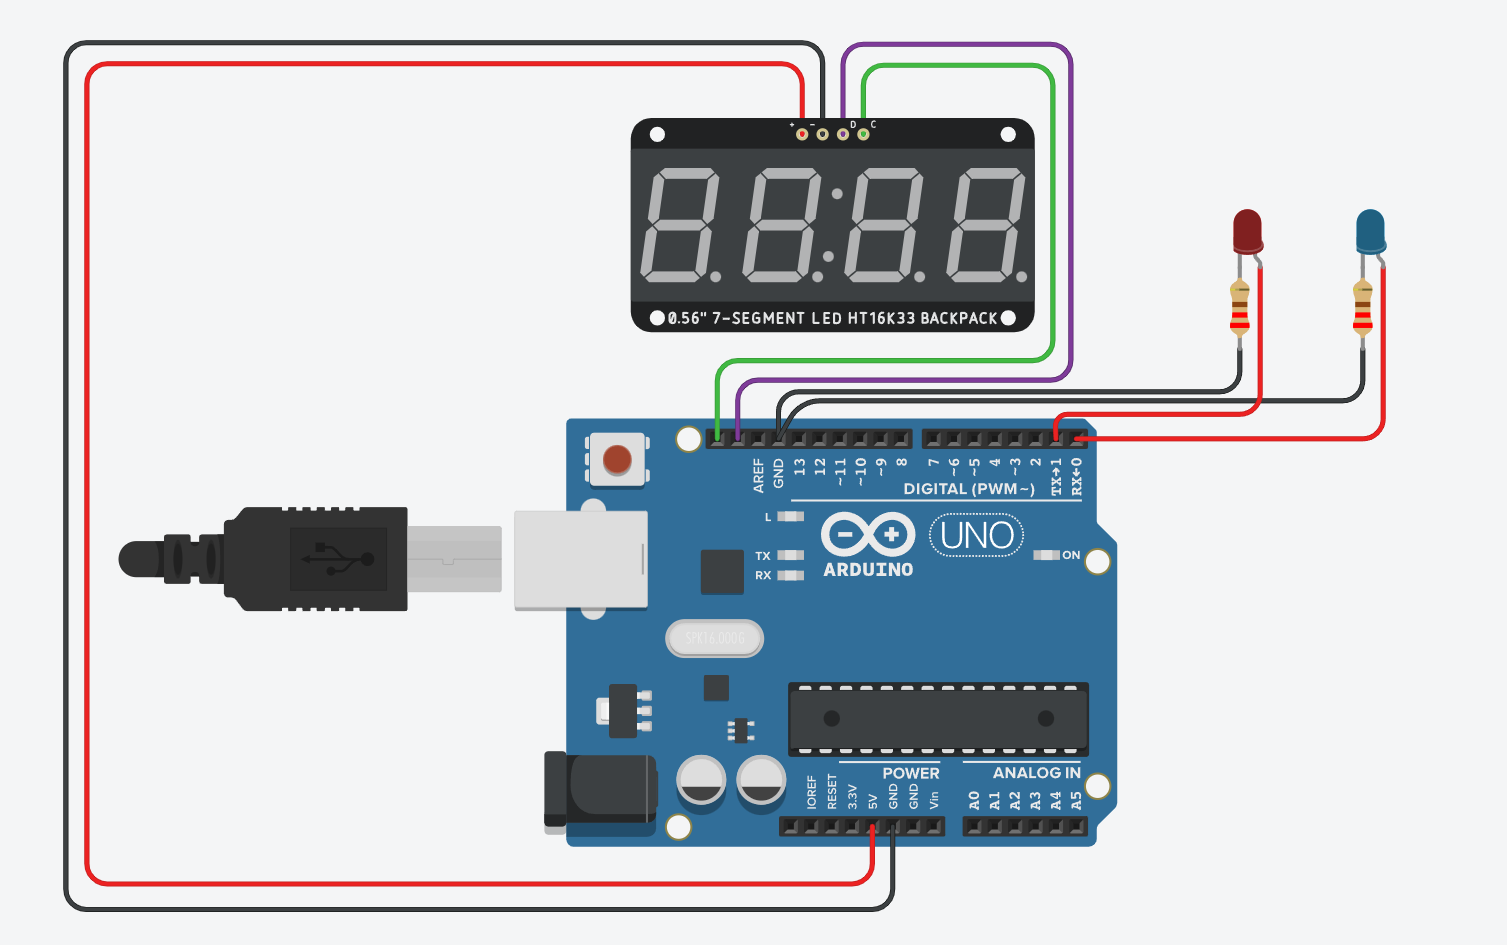 + − D C
0.56" 7-SEGMENT LED HT16K33 BACKPACK
AREF
GND
13
12
~11
~10
~9
8
7
~6
~5
4
~3
2
TX→1
RX←0
DIGITAL (PWM~)
L
TX
RX
ARDUINO
UNO
ON
SPK16.000G
POWER
ANALOG IN
IOREF
RESET
3.3V
5V
GND
GND
Vin
A0
A1
A2
A3
A4
A5